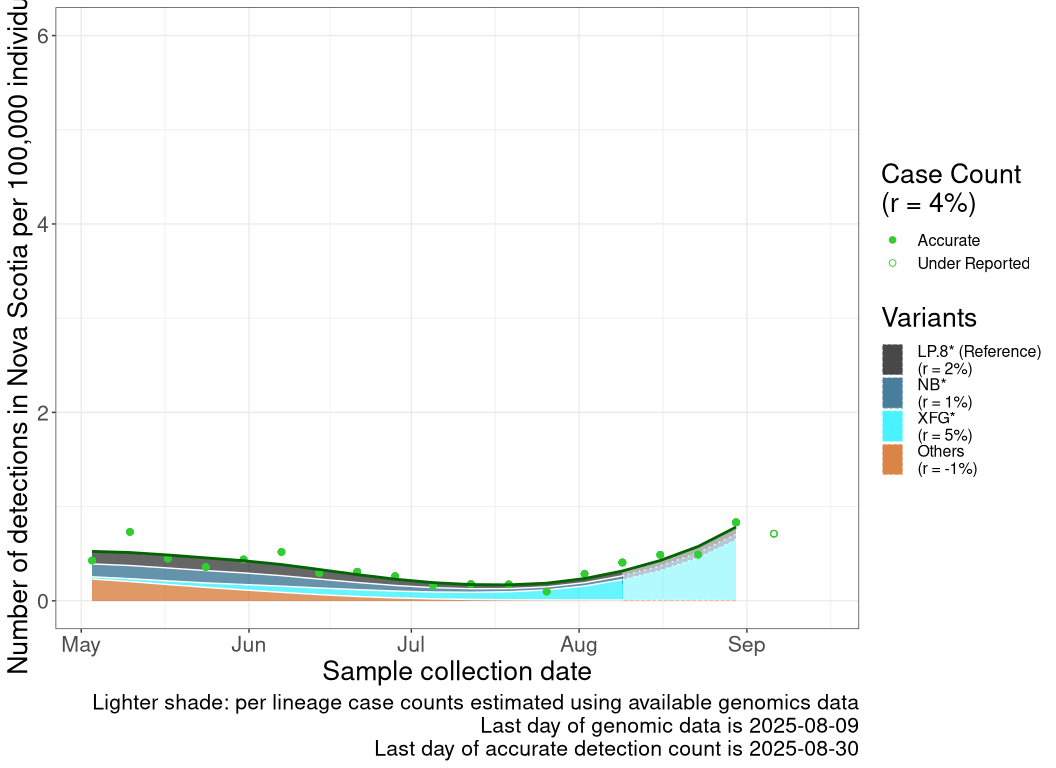 Number of detections in Nova Scotia per 100,000
6
4
2
0
May Jun Jul Aug Sep
Sample collection date
Lighter shade: per lineage case counts estimated using available genomics data
Last day of genomic data is 2025-08-09
Last day of accurate detection count is 2025-08-30
Case Count
(r = 4%)
Accurate
Under Reported
Variants
LP.8* (Reference)
(r = 2%)
NB*
(r = 1%)
XFG*
(r = 5%)
Others
(r = -1%)